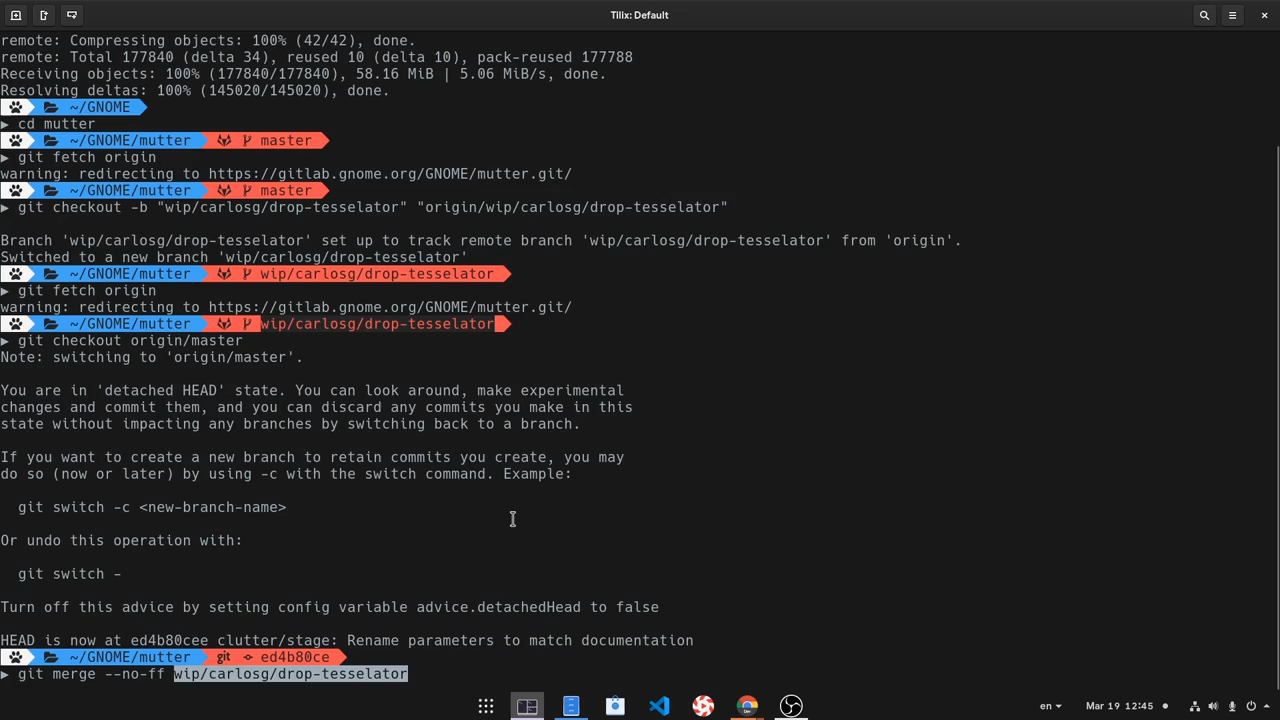 Tilix: Default
remote: Compressing objects: 100% (42/42), done.
remote: Total 177840 (delta 34), reused 10 (delta 10), pack-reused 177788
Receiving objects: 100% (177840/177840), 58.16 MiB | 5.06 MiB/s, done.
Resolving deltas: 100% (145020/145020), done.
~/GNOME
▶ cd mutter
~/GNOME/mutter master
▶ git fetch origin
warning: redirecting to https://gitlab.gnome.org/GNOME/mutter.git/
~/GNOME/mutter master
▶ git checkout -b "wip/carlosg/drop-tesselator" "origin/wip/carlosg/drop-tesselator"
Branch 'wip/carlosg/drop-tesselator' set up to track remote branch 'wip/carlosg/drop-tesselator' from 'origin'.
Switched to a new branch 'wip/carlosg/drop-tesselator'
~/GNOME/mutter wip/carlosg/drop-tesselator
▶ git fetch origin
warning: redirecting to https://gitlab.gnome.org/GNOME/mutter.git/
~/GNOME/mutter wip/carlosg/drop-tesselator
▶ git checkout origin/master
Note: switching to 'origin/master'.
You are in 'detached HEAD' state. You can look around, make experimental
changes and commit them, and you can discard any commits you make in this
state without impacting any branches by switching back to a branch.
If you want to create a new branch to retain commits you create, you may
do so (now or later) by using -c with the switch command. Example:
git switch -c <new-branch-name>
Or undo this operation with:
git switch -
Turn off this advice by setting config variable advice.detachedHead to false
HEAD is now at ed4b80cee clutter/stage: Rename parameters to match documentation
~/GNOME/mutter git ed4b80ce
▶ git merge --no-ff wip/carlosg/drop-tesselator
en Mar 19 12:45